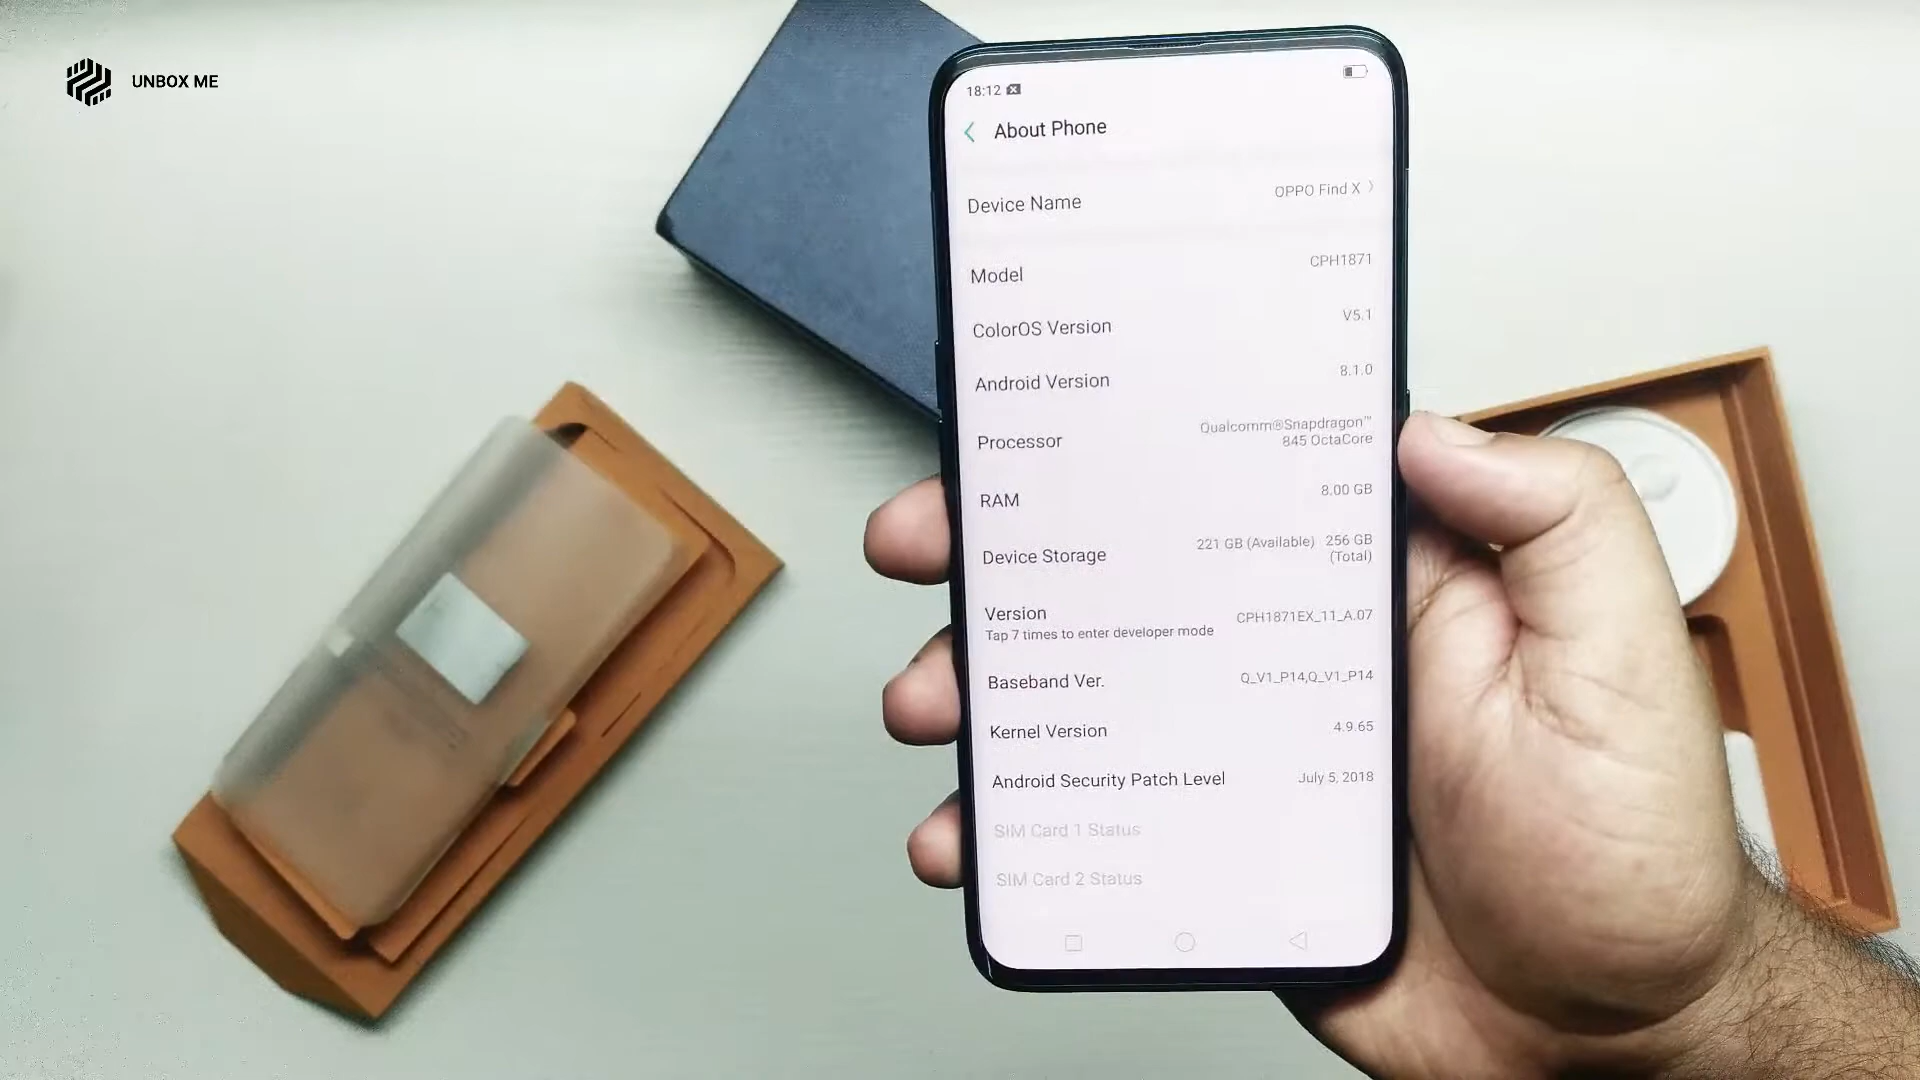 UNBOX ME
18:12
About Phone
Device Name OPPO Find X
Model CPH1871
ColorOS Version V5.1
Android Version 8.1.0
Processor Qualcomm®Snapdragon™
845 OctaCore
RAM 8.00 GB
Device Storage 221 GB (Available) 256 GB
(Total)
Version CPH1871EX_11_A.07
Tap 7 times to enter developer mode
Baseband Ver. Q_V1_P14,Q_V1_P14
Kernel Version 4.9.65
Android Security Patch Level July 5, 2018
SIM Card 1 Status
SIM Card 2 Status